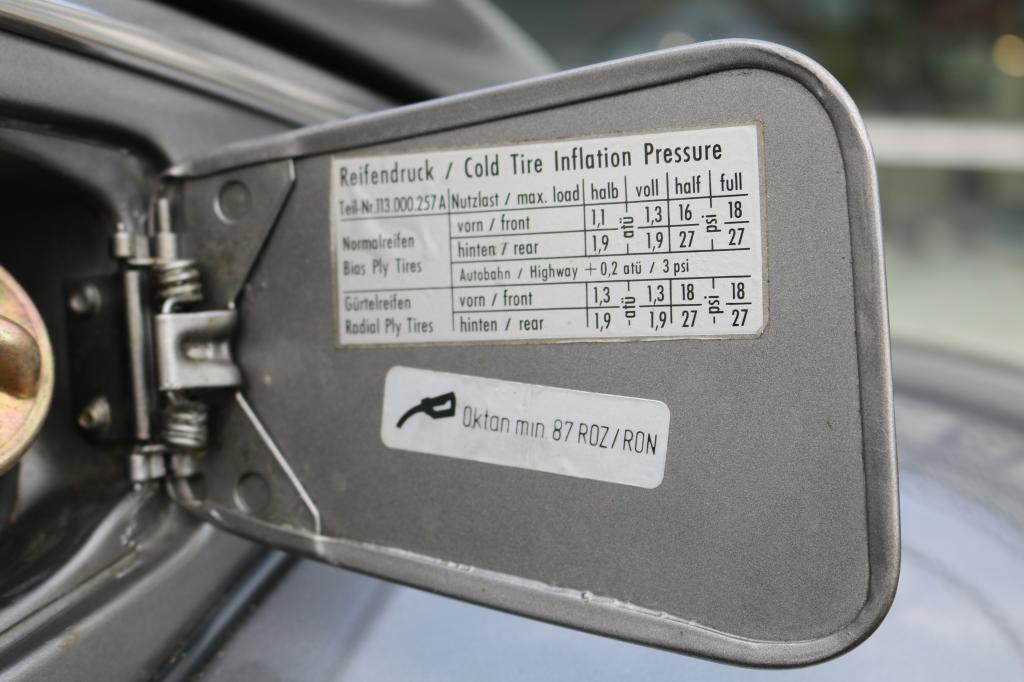 Reifendruck / Cold Tire Inflation Pressure
Teil-Nr.113.000.257A Nutzlast / max. load halb voll half full
Normalreifen vorn / front 1,1 atü 1,3 16 psi 18
Bias Ply Tires hinten / rear 1,9 1,9 27 27
Autobahn / Highway + 0,2 atü / 3 psi
Gürtelreifen vorn / front 1,3 -atü 1,3 18 -psi 18
Radial Ply Tires hinten / rear 1,9 1,9 27 27
Oktan min 87 ROZ/RON